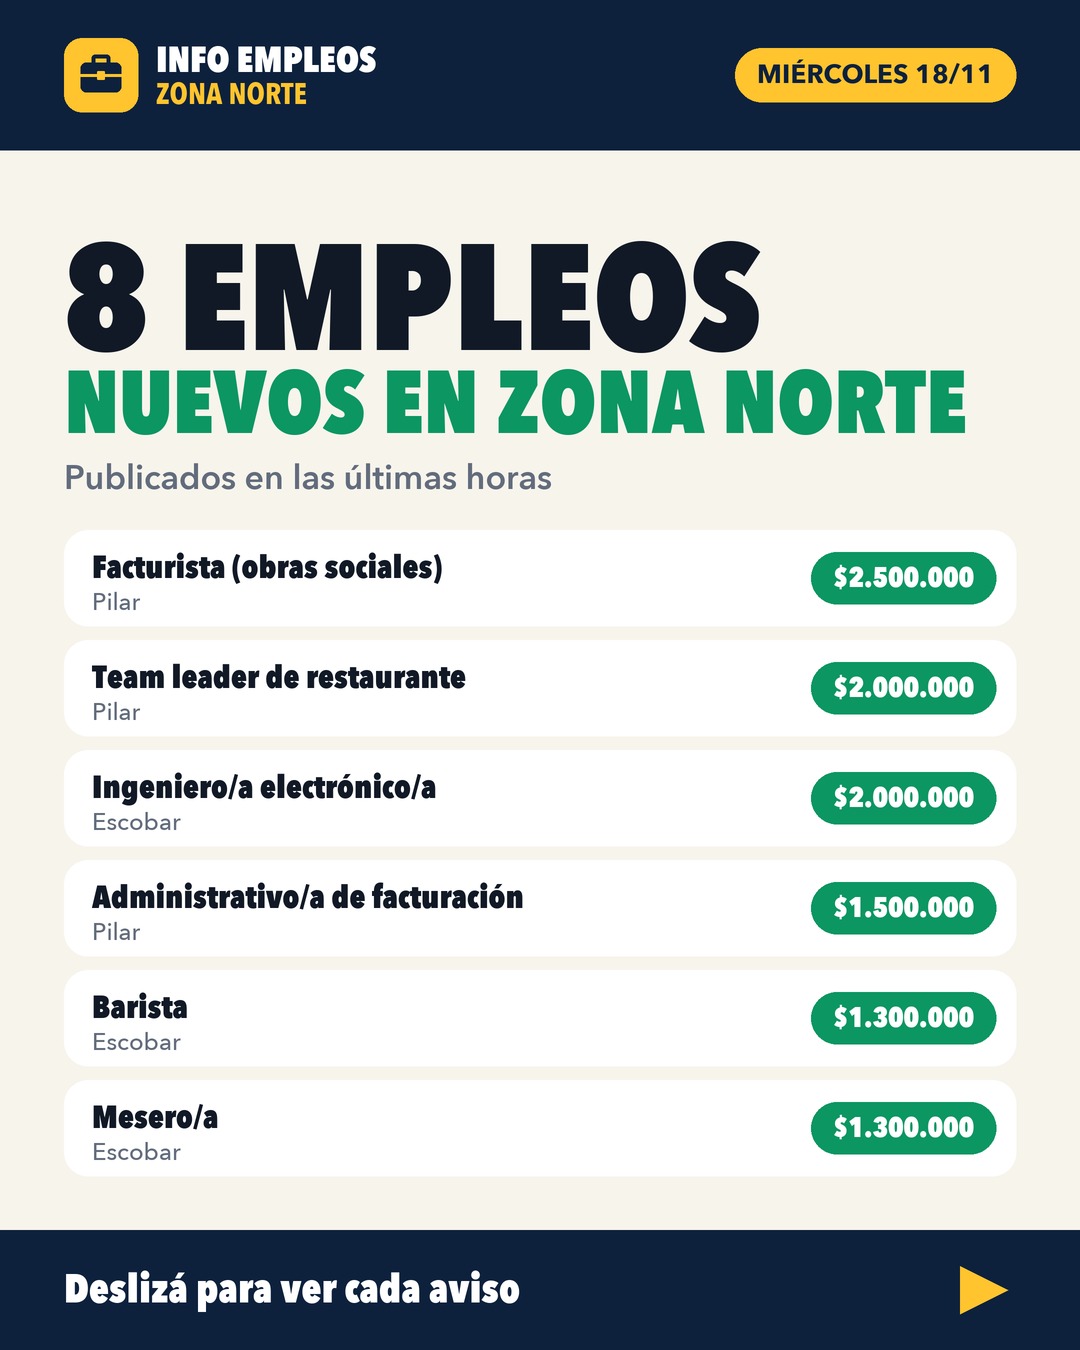 INFO EMPLEOS
ZONA NORTE
MIÉRCOLES 18/11
8 EMPLEOS
NUEVOS EN ZONA NORTE
Publicados en las últimas horas
Facturista (obras sociales)
Pilar
$2.500.000
Team leader de restaurante
Pilar
$2.000.000
Ingeniero/a electrónico/a
Escobar
$2.000.000
Administrativo/a de facturación
Pilar
$1.500.000
Barista
Escobar
$1.300.000
Mesero/a
Escobar
$1.300.000
Deslizá para ver cada aviso